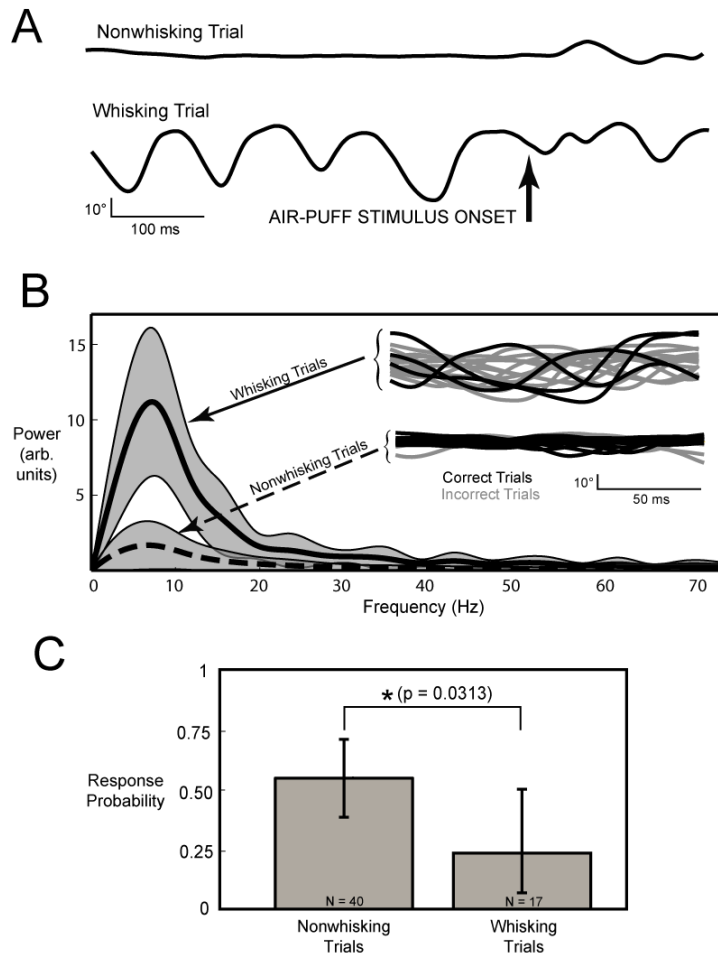 A
Nonwhisking Trial
Whisking Trial
10°
100 ms
AIR-PUFF STIMULUS ONSET
B
15
10
5
Power
(arb.
units)
Whisking Trials
Nonwhisking Trials
Correct Trials
Incorrect Trials
10°
50 ms
0 10 20 30 40 50 60 70
Frequency (Hz)
C
1
0.75
0.50
0.25
0
Response
Probability
* (p = 0.0313)
N = 40
N = 17
Nonwhisking
Trials
Whisking
Trials